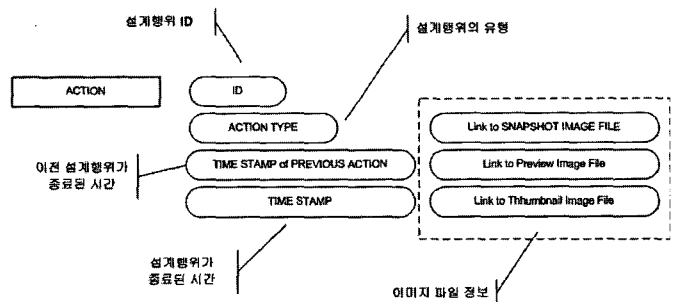 설계행위 ID
설계행위의 유형
ACTION
ID
ACTION TYPE
Link to SNAPSHOT IMAGE FILE
이전 설계행위가
종료된 시간
TIME STAMP of PREVIOUS ACTION
Link to Preview Image File
TIME STAMP
Link to Thhumbnail Image File
설계행위가
종료된 시간
이미지 파일 정보